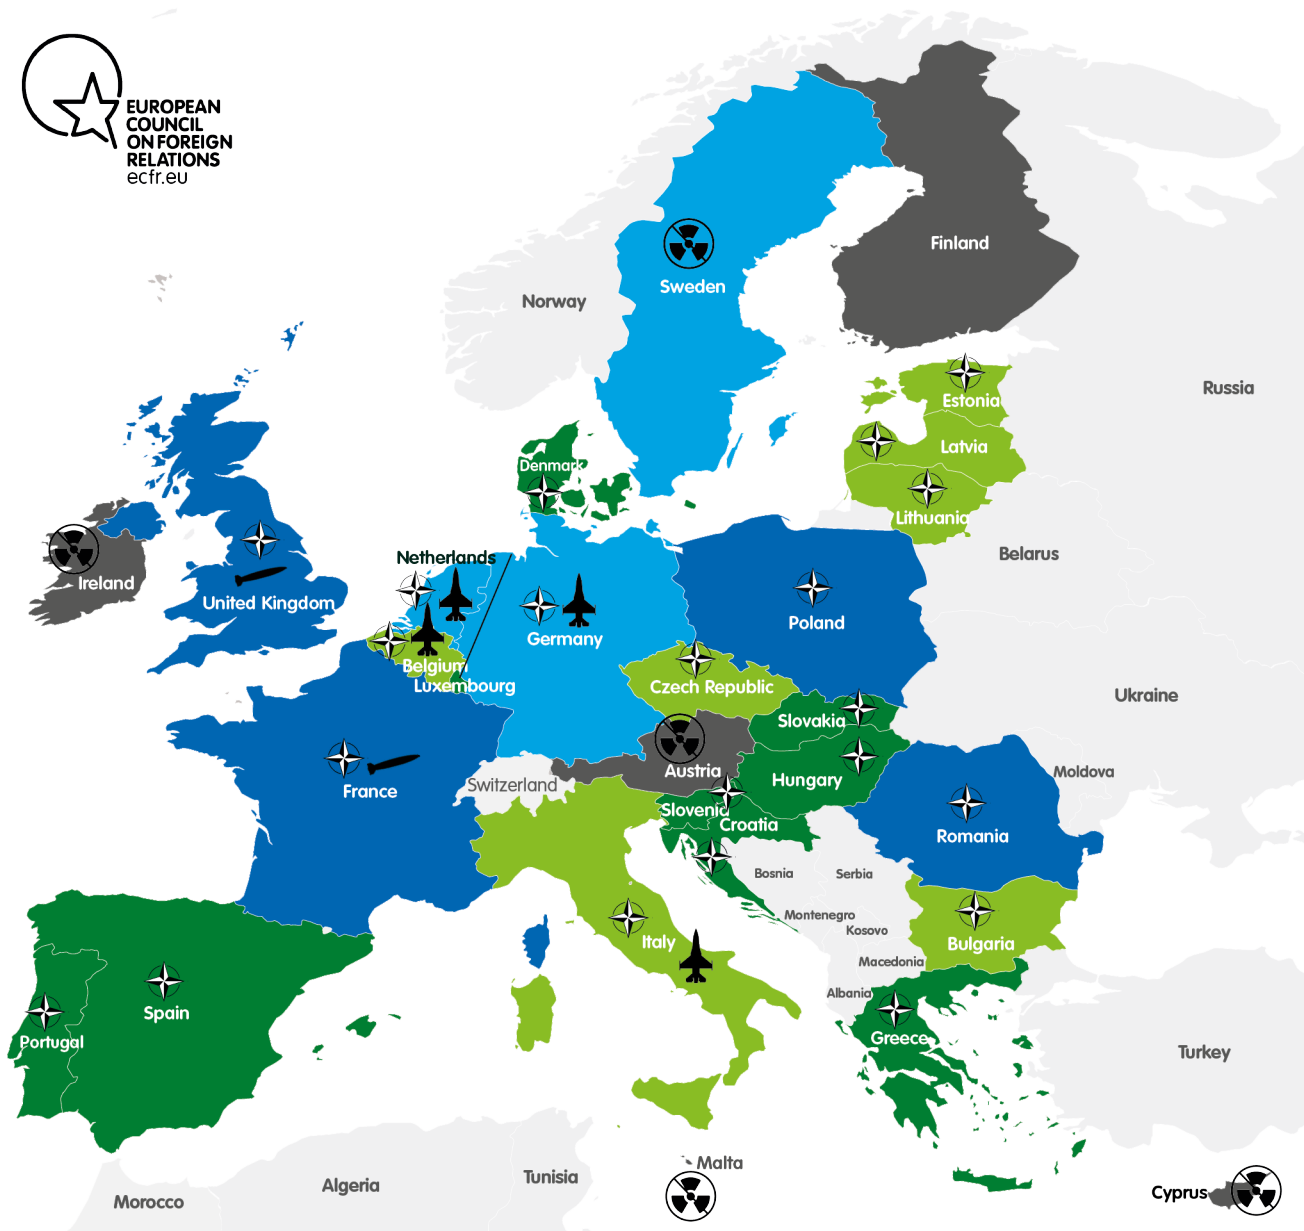 EUROPEAN
COUNCIL
ON FOREIGN
RELATIONS
ecfr.eu
Finland
Sweden
Norway
Russia
Estonia
Latvia
Denmark
Lithuania
Belarus
Netherlands
Ireland
United Kingdom
Poland
Germany
Belgium
Luxembourg
Czech Republic
Ukraine
Slovakia
Austria
Moldova
Hungary
Switzerland
France
Slovenia
Croatia
Romania
Bosnia
Serbia
Montenegro
Kosovo
Italy
Bulgaria
Macedonia
Albania
Spain
Greece
Portugal
Turkey
Malta
Tunisia
Algeria
Cyprus
Morocco